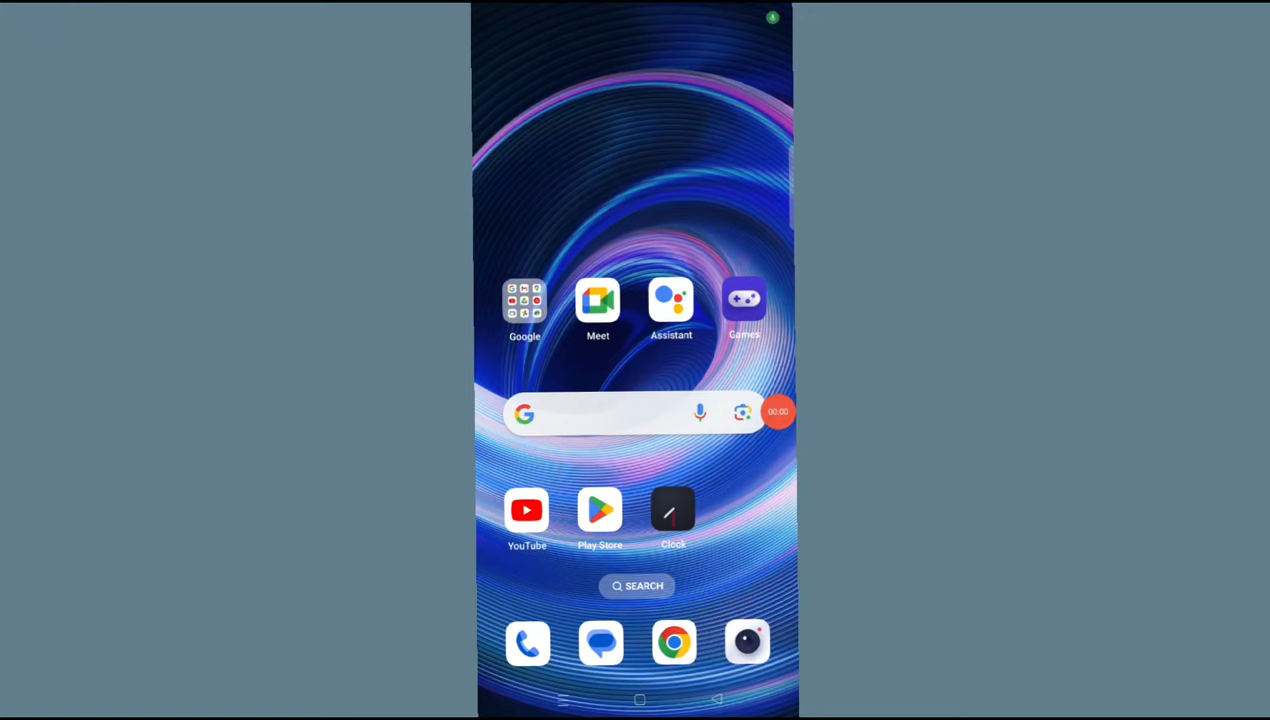 Google
Meet
Assistant
Games
00:00
YouTube
Play Store
Clock
SEARCH